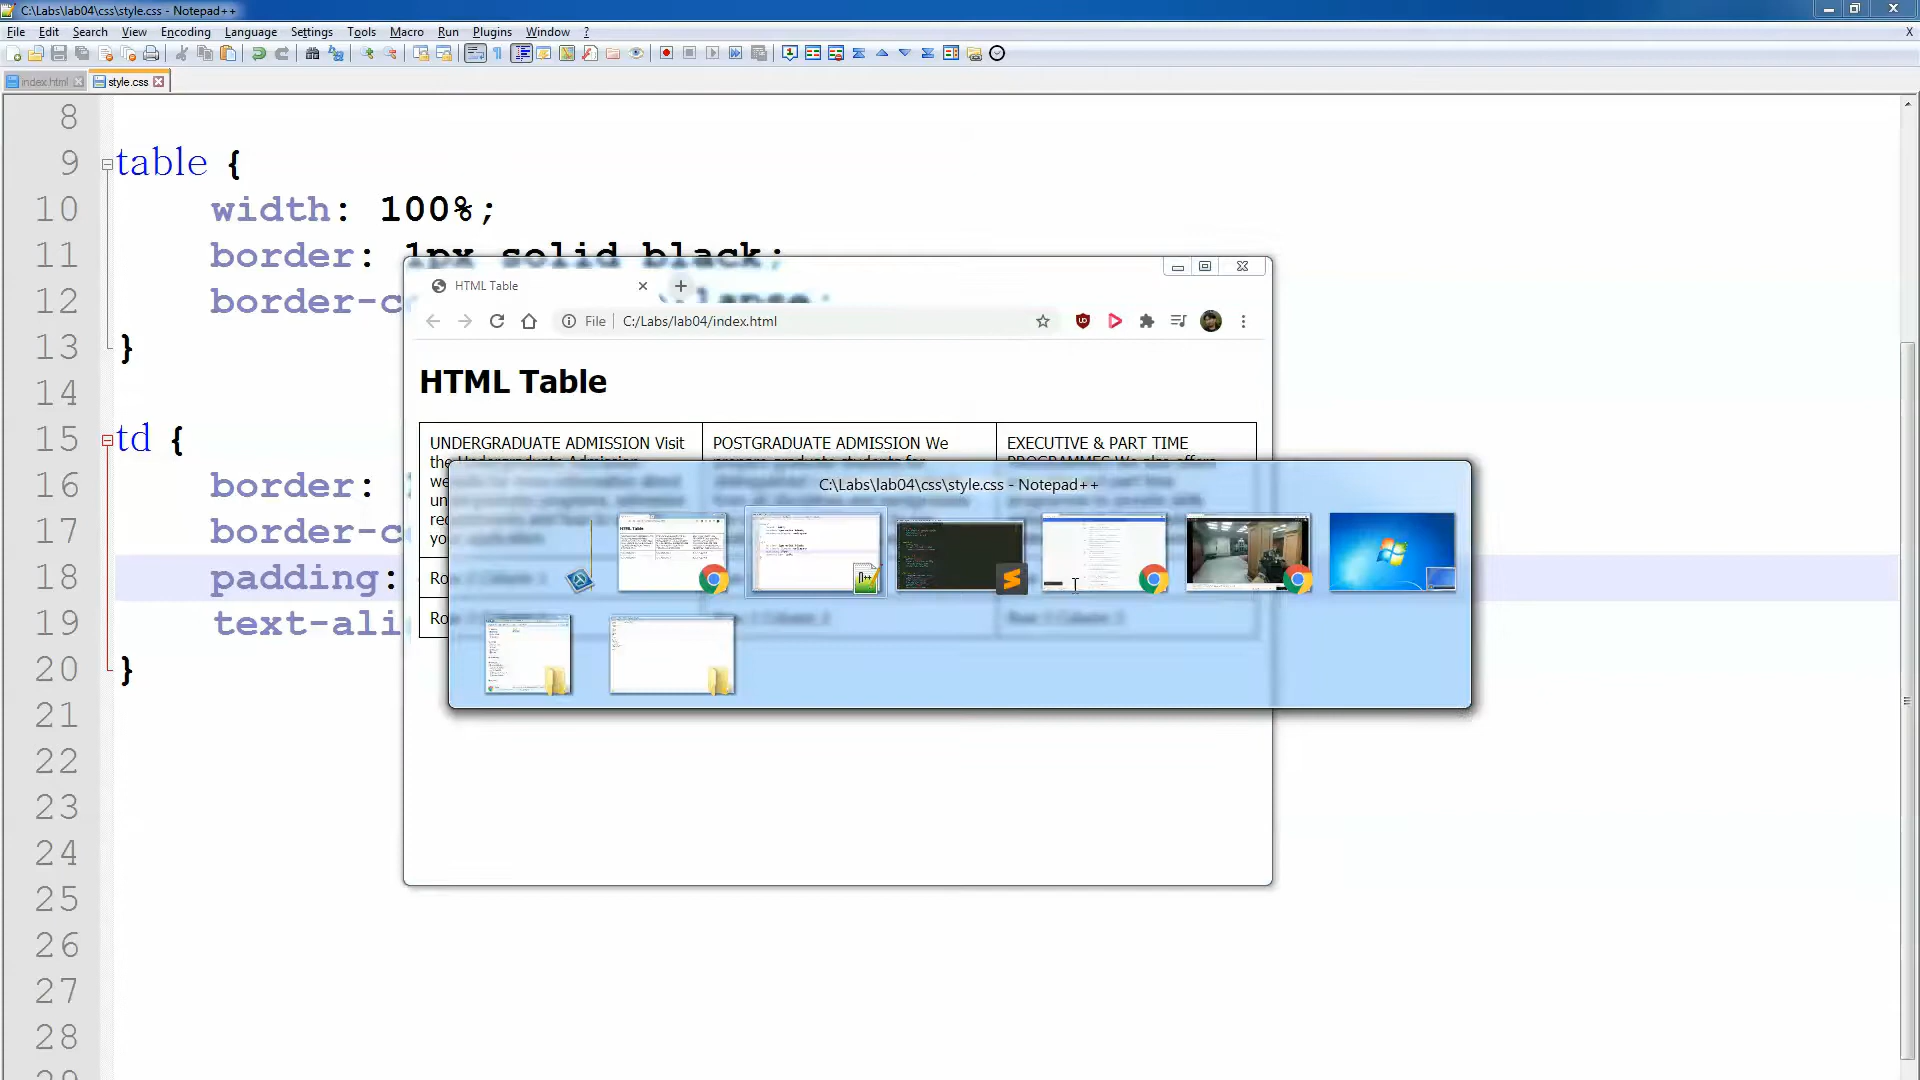 C:\Labs\lab04\css\style.css - Notepad++
File Edit Search View Encoding Language Settings Tools Macro Run Plugins Window ?
X
index.html
style.css
8
9 table {
10 width: 100%;
11 border: 1px solid black;
12 border-c
13 }
14
15 td {
16 border:
17 border-c
18 padding:
19 text-ali
20 }
21
22
23
24
25
26
27
28
29
HTML Table
File C:/Labs/lab04/index.html
HTML Table
UNDERGRADUATE ADMISSION Visit
POSTGRADUATE ADMISSION We
EXECUTIVE & PART TIME
C:\Labs\lab04\css\style.css - Notepad++